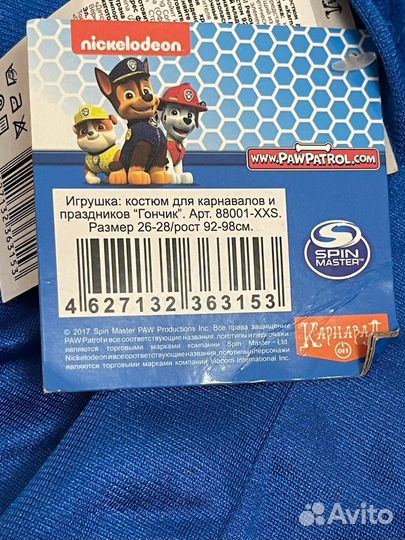 nickelodeon
www.PAWPATROL.com
Игрушка: костюм для карнавалов и
праздников "Гончик". Арт. 88001-XXS.
Размер 26-28/рост 92-98см.
4 627132 363153
SPIN
MASTER™
КАРНАВАЛ
OFF
© 2017 Spin Master PAW Productions Inc. Все права защищены.
PAW Patrol и все соответствующие названия, логотипы и персонажи
являются торговыми марками компании Spin Master Ltd.
Nickelodeon и все соответствующие названия логотипы и персонажи
являются торговыми марками компании Viacom International Inc.
Avito